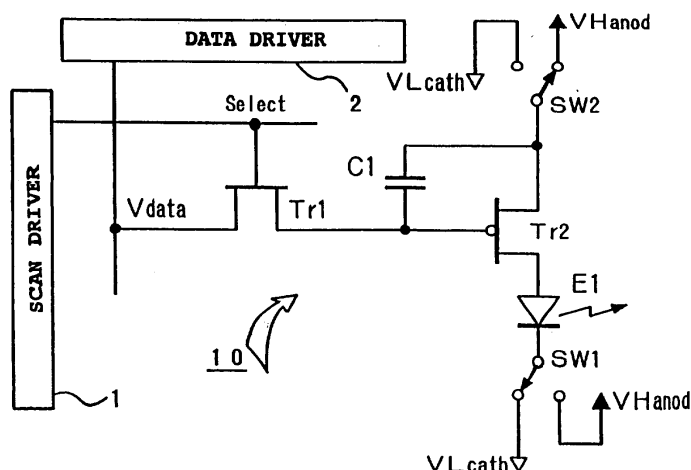 DATA DRIVER
VHanod
VLcath
2
Select
SW2
C1
Vdata
Tr1
Tr2
SCAN DRIVER
E1
10
SW1
1
VHanod
VLcath